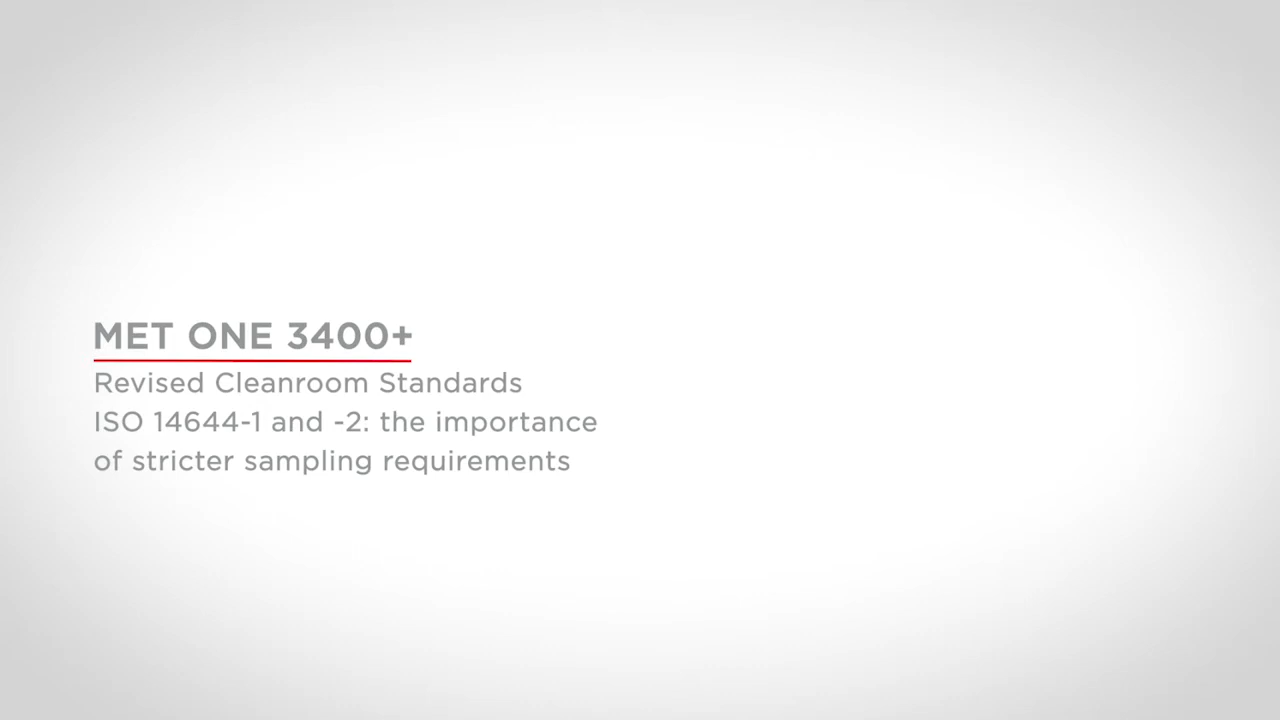 MET ONE 3400+
Revised Cleanroom Standards
ISO 14644-1 and -2: the importance
of stricter sampling requirements